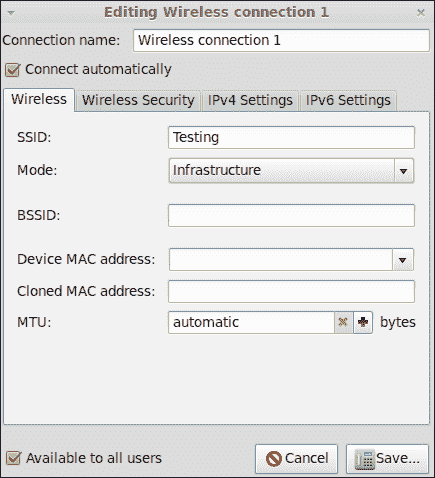 Editing Wireless connection 1
Connection name: Wireless connection 1
Connect automatically
Wireless Wireless Security IPv4 Settings IPv6 Settings
SSID: Testing
Mode: Infrastructure
BSSID:
Device MAC address:
Cloned MAC address:
MTU: automatic bytes
Available to all users Cancel Save...